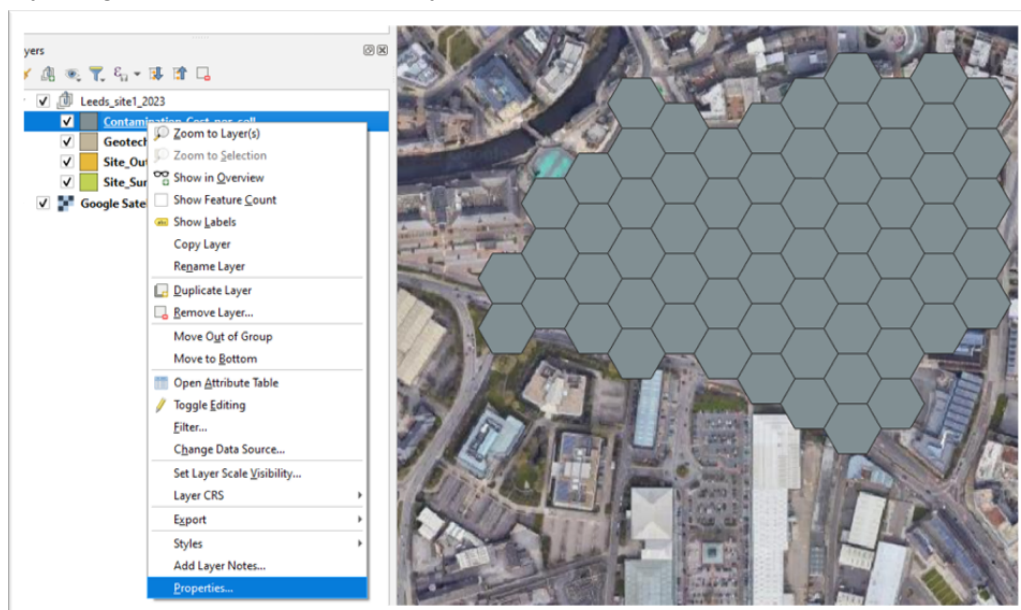 yers
Leeds_site1_2023
Contamination_Cost_per_cell
Geotech
Site_Out
Site_Sur
Google Sate
Zoom to Layer(s)
Zoom to Selection
Show in Overview
Show Feature Count
Show Labels
Copy Layer
Rename Layer
Duplicate Layer
Remove Layer...
Move Out of Group
Move to Bottom
Open Attribute Table
Toggle Editing
Filter...
Change Data Source...
Set Layer Scale Visibility...
Layer CRS
Export
Styles
Add Layer Notes...
Properties...